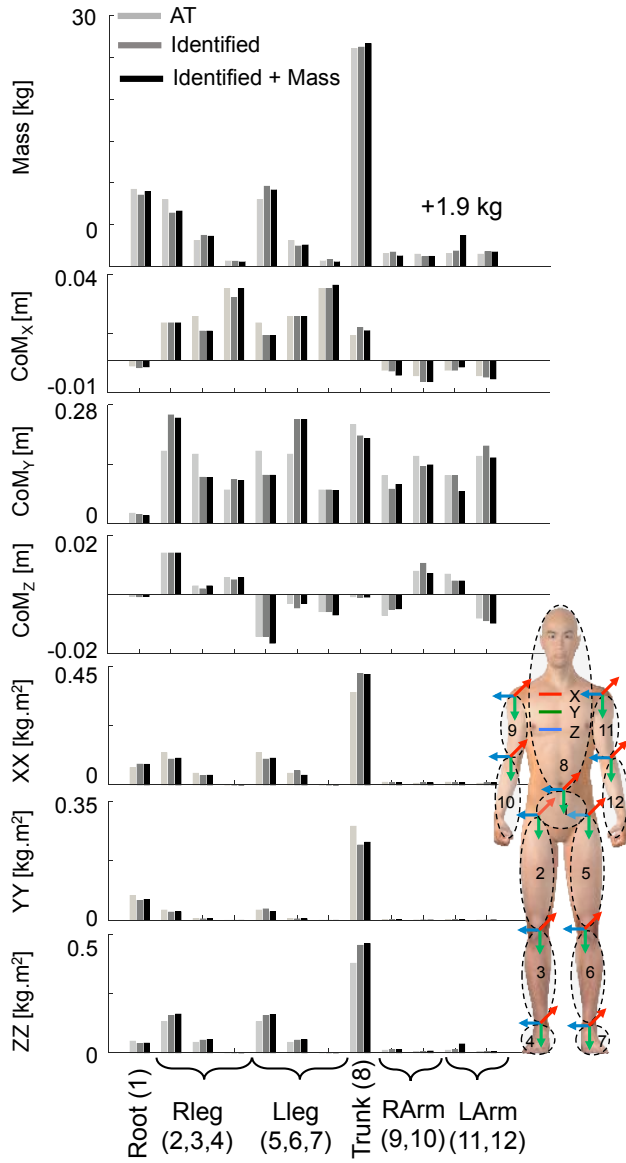 30
AT
Identified
Identified + Mass
Mass [kg]
+1.9 kg
0
0.04
CoM_X [m]
-0.01
0.28
CoM_Y [m]
0
0.02
CoM_Z [m]
-0.02
0.45
XX [kg.m²]
0
0.35
YY [kg.m²]
0
0.5
ZZ [kg.m²]
0
X
Y
Z
9
11
8
10
12
2
5
3
6
4
7
Root (1)
Rleg
(2,3,4)
Lleg
(5,6,7)
Trunk (8)
RArm
(9,10)
LArm
(11,12)